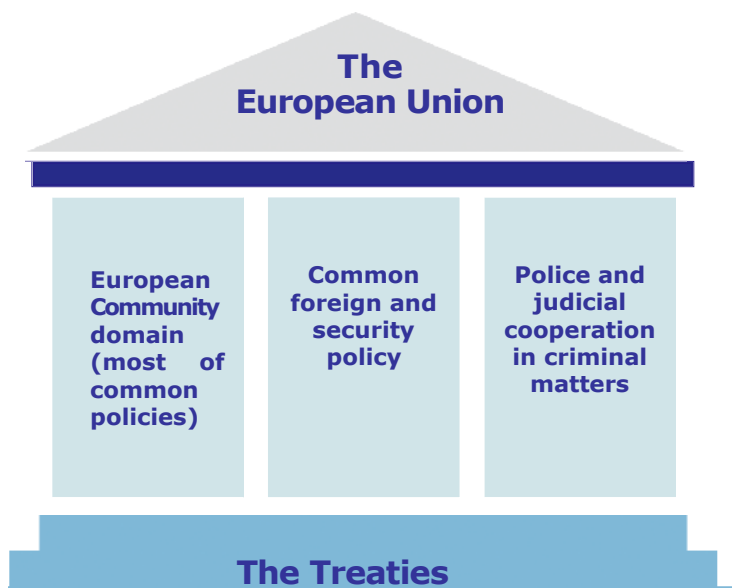 The
European Union
European
Community
domain
(most of
common
policies)
Common
foreign and
security
policy
Police and
judicial
cooperation
in criminal
matters
The Treaties